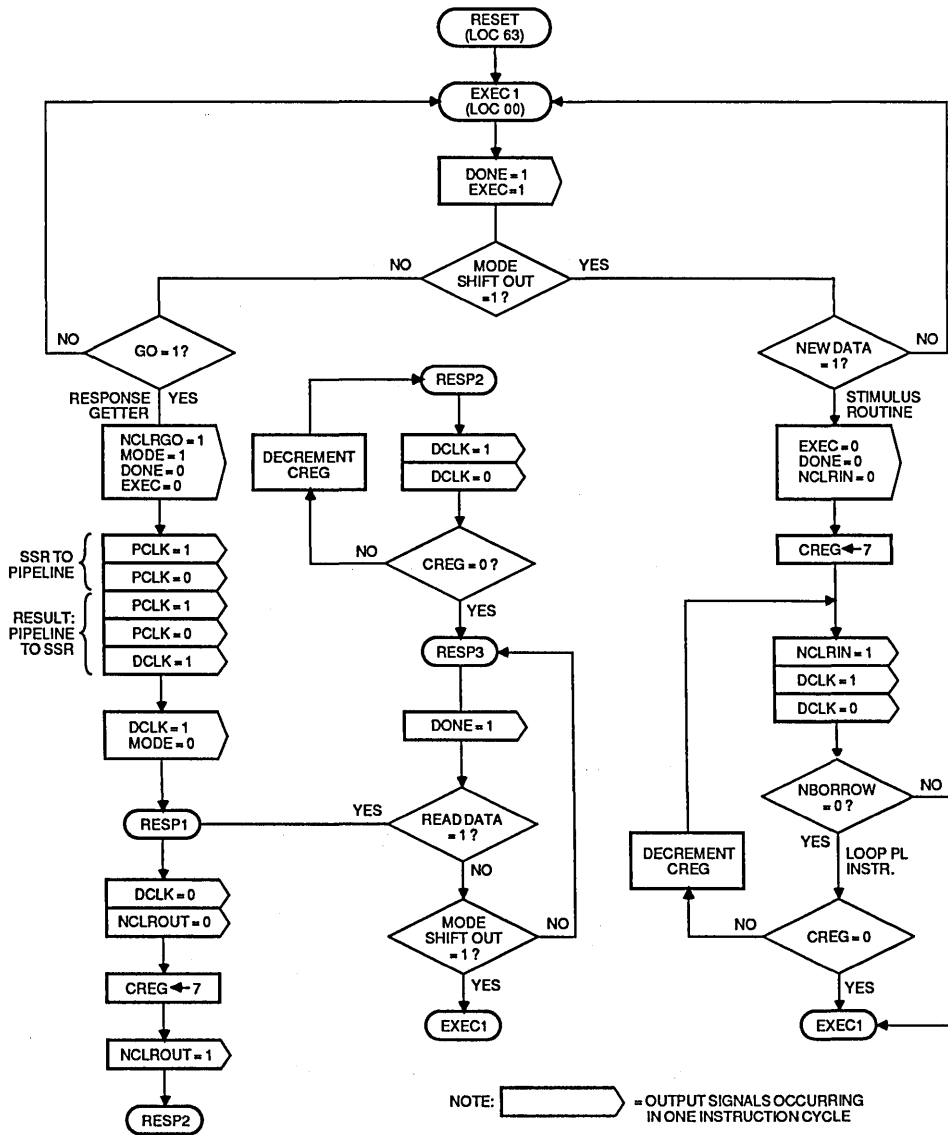 RESET
(LOC 63)
EXEC 1
(LOC 00)
DONE = 1
EXEC = 1
NO
MODE
SHIFT OUT
= 1 ?
YES
NO
GO = 1?
RESPONSE
GETTER
YES
NCLRGO = 1
MODE = 1
DONE = 0
EXEC = 0
SSR TO
PIPELINE
PCLK = 1
PCLK = 0
RESULT:
PIPELINE
TO SSR
PCLK = 1
PCLK = 0
DCLK = 1
DCLK = 1
MODE = 0
RESP1
DCLK = 0
NCLROUT = 0
CREG ← 7
NCLROUT = 1
RESP2
RESP2
DCLK = 1
DCLK = 0
DECREMENT
CREG
NO
CREG = 0 ?
YES
RESP3
DONE = 1
YES
READ DATA
= 1 ?
NO
MODE
SHIFT OUT
= 1 ?
NO
YES
EXEC1
NEW DATA
= 1?
NO
YES
STIMULUS
ROUTINE
EXEC = 0
DONE = 0
NCLRIN = 0
CREG ← 7
NCLRIN = 1
DCLK = 1
DCLK = 0
NBORROW
= 0 ?
NO
YES
LOOP PL
INSTR.
DECREMENT
CREG
NO
CREG = 0
YES
EXEC1
NOTE:
= OUTPUT SIGNALS OCCURRING
IN ONE INSTRUCTION CYCLE